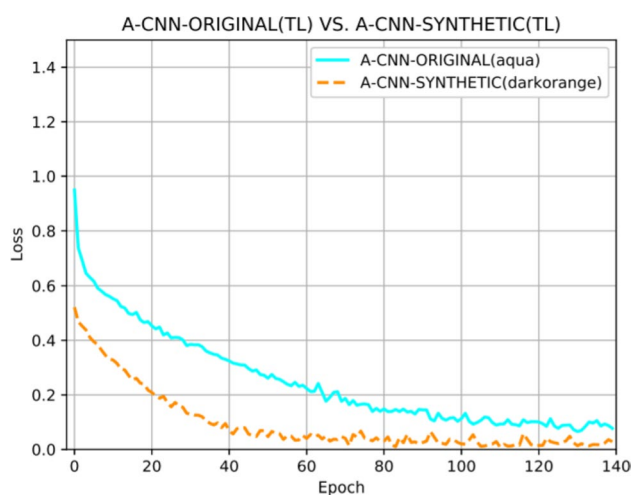 A-CNN-ORIGINAL(TL) VS. A-CNN-SYNTHETIC(TL)
A-CNN-ORIGINAL(aqua)
A-CNN-SYNTHETIC(darkorange)
1.4
1.2
1.0
0.8
0.6
0.4
0.2
0.0
Loss
0 20 40 60 80 100 120 140
Epoch